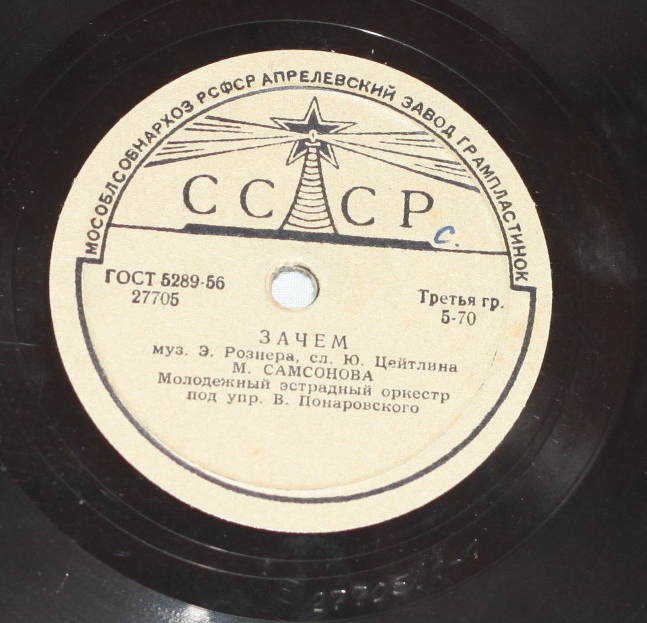 МОСОБЛСОВНАРХОЗ РСФСР АПРЕЛЕВСКИЙ ЗАВОД ГРАМПЛАСТИНОК
СССР
с.
ГОСТ 5289-56
27705
Третья гр.
5-70
ЗАЧЕМ
муз. Э. Рознера, сл. Ю. Цейтлина
М. САМСОНОВА
Молодежный эстрадный оркестр
под упр. В. Понаровского
27705